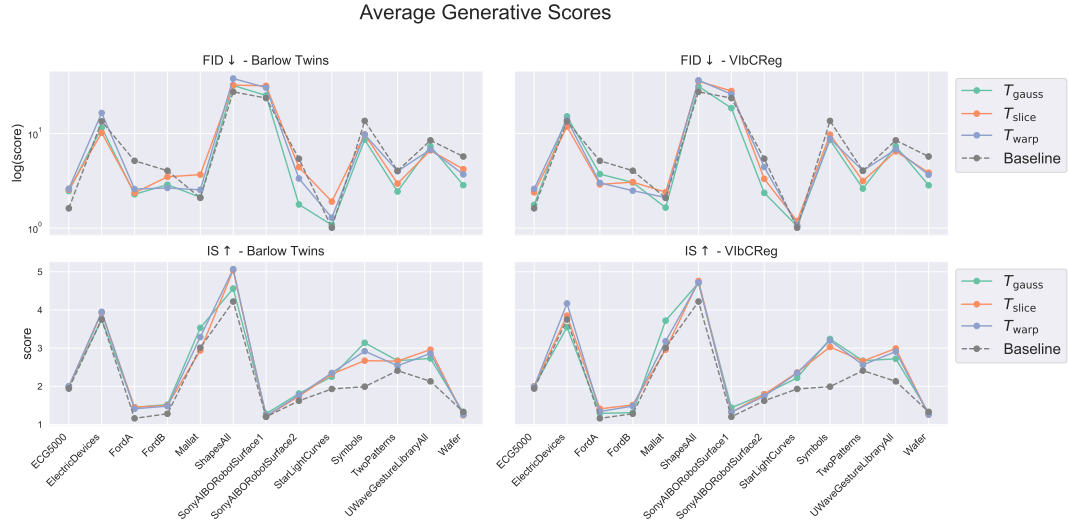 Average Generative Scores
FID ↓ - Barlow Twins
FID ↓ - VIbCReg
log(score)
10¹
10⁰
T_gauss
T_slice
T_warp
Baseline
IS ↑ - Barlow Twins
IS ↑ - VIbCReg
score
5
4
3
2
1
T_gauss
T_slice
T_warp
Baseline
ECG5000
ElectricDevices
FordA
FordB
Mallat
ShapesAll
SonyAIBORobotSurface1
SonyAIBORobotSurface2
StarLightCurves
Symbols
TwoPatterns
UWaveGestureLibraryAll
Wafer
ECG5000
ElectricDevices
FordA
FordB
Mallat
ShapesAll
SonyAIBORobotSurface1
SonyAIBORobotSurface2
StarLightCurves
Symbols
TwoPatterns
UWaveGestureLibraryAll
Wafer